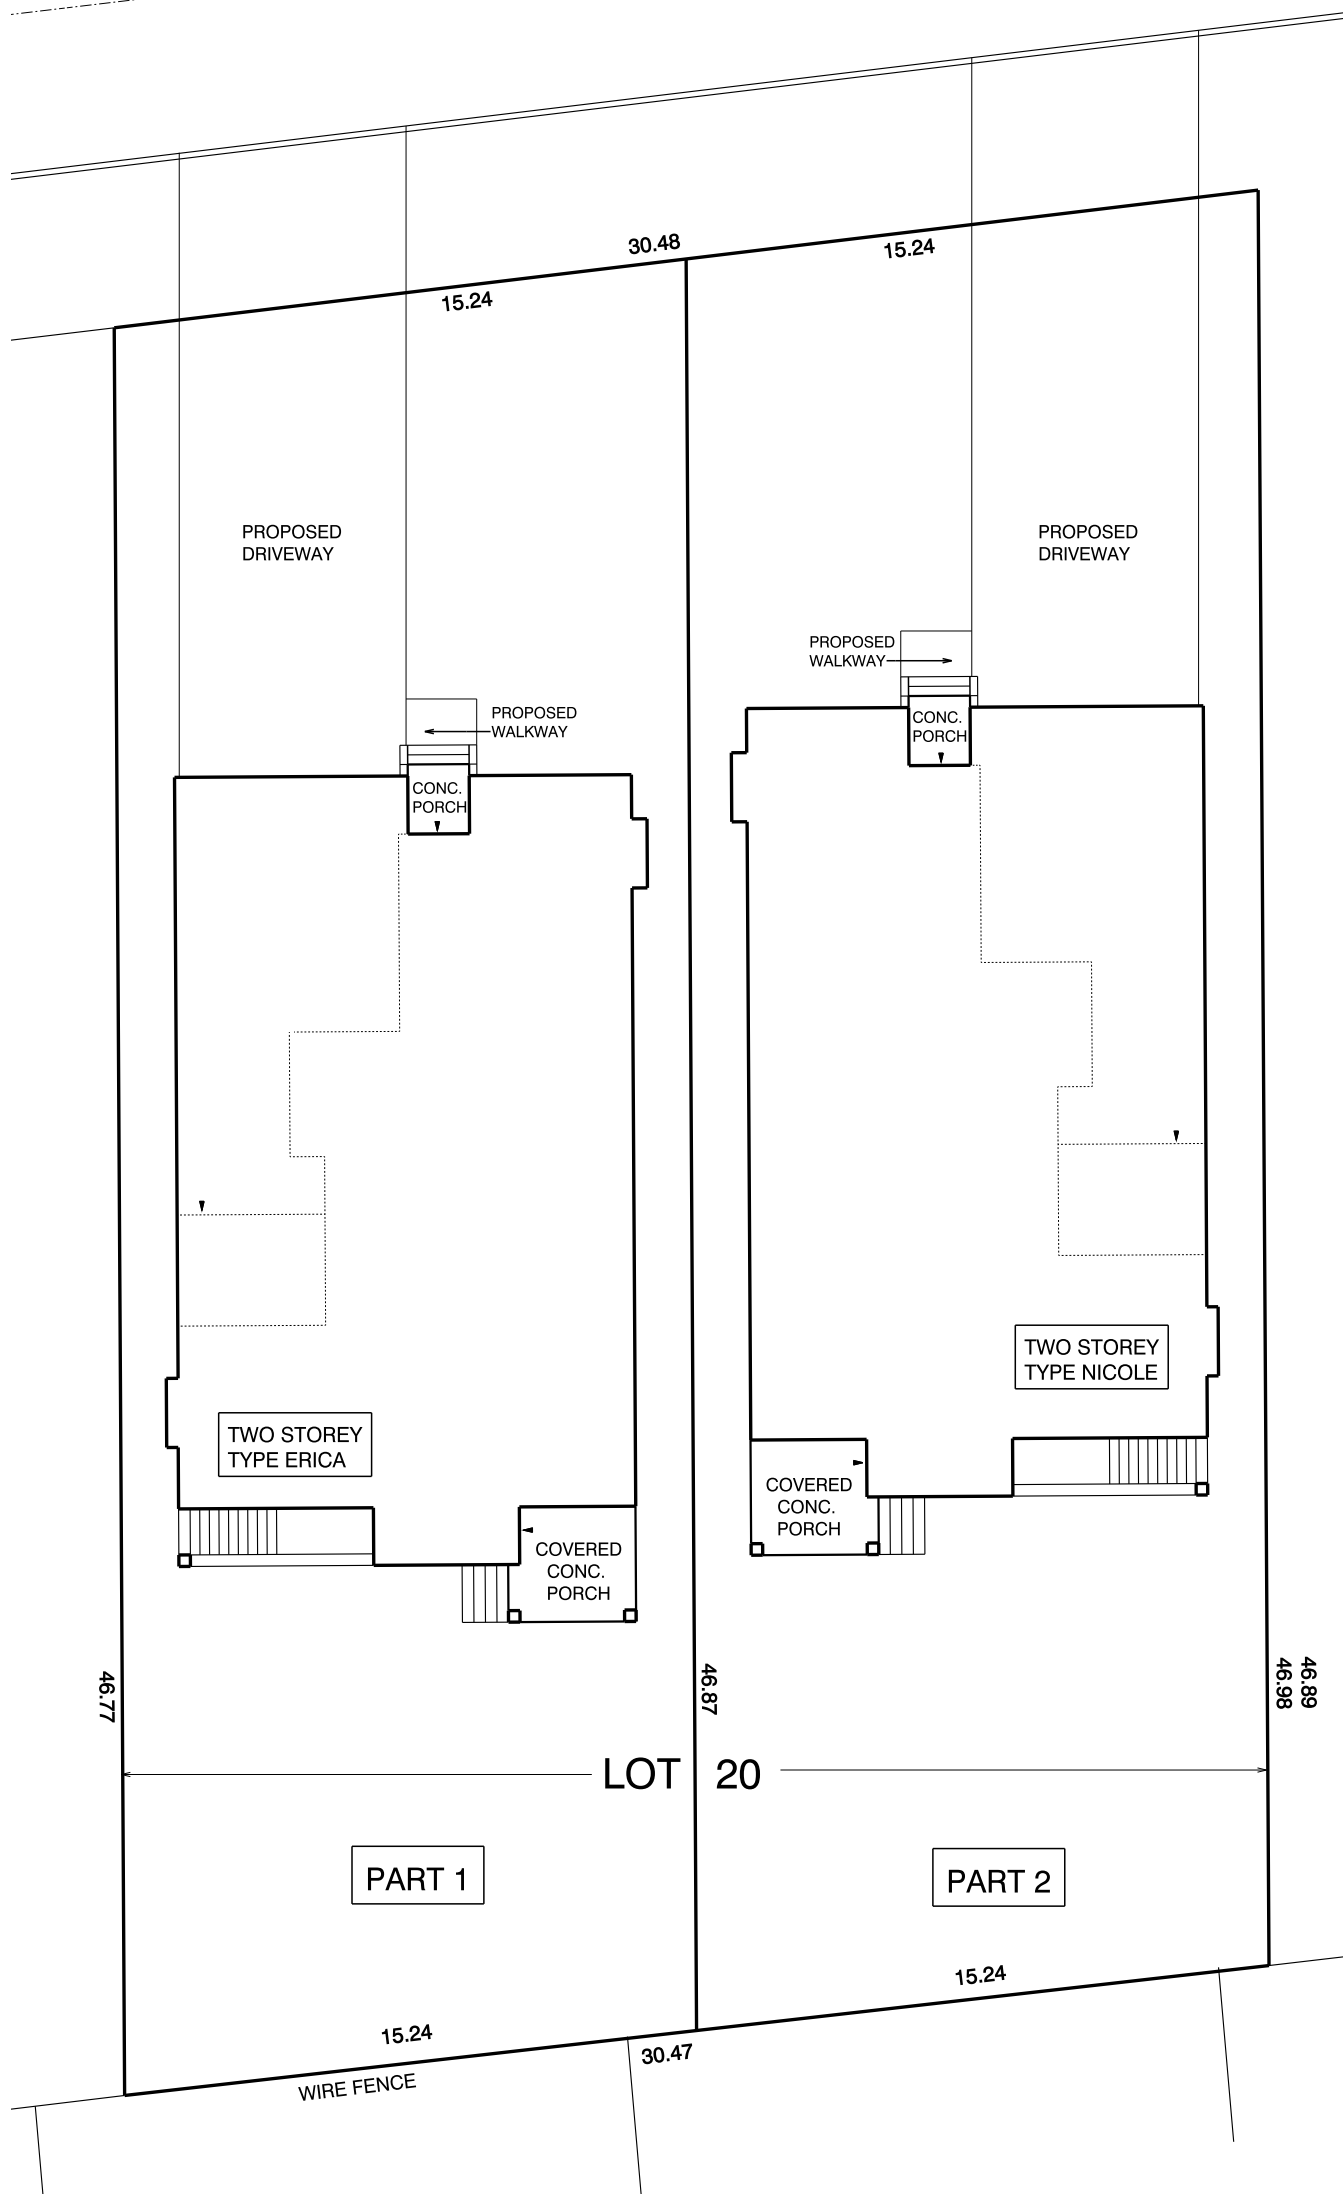 30.48
15.24
15.24
PROPOSED
DRIVEWAY
PROPOSED
DRIVEWAY
PROPOSED
WALKWAY
PROPOSED
WALKWAY
CONC.
PORCH
CONC.
PORCH
TWO STOREY
TYPE NICOLE
TWO STOREY
TYPE ERICA
COVERED
CONC.
PORCH
COVERED
CONC.
PORCH
46.77
46.87
46.98
46.89
LOT 20
PART 1
PART 2
15.24
15.24
30.47
WIRE FENCE